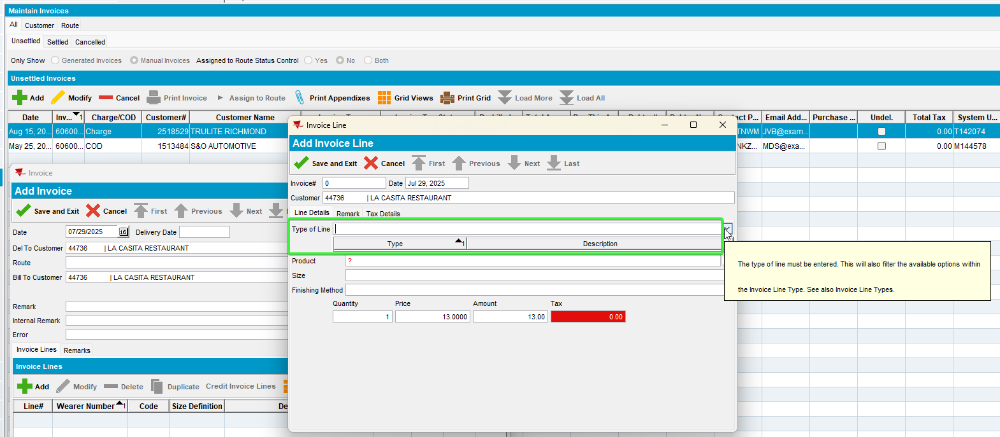 Maintain Invoices
All Customer Route
Unsettled Settled Cancelled
Only Show Generated Invoices Manual Invoices Assigned to Route Status Control Yes No Both
Unsettled Invoices
Add Modify Cancel Print Invoice Assign to Route Print Appendixes Grid Views Print Grid Load More Load All
Date Inv... 1 Charge/COD Customer# Customer Name Email Add... Purchase ... Undel. Total Tax System U...
Aug 15, 20... 60600... Charge 2518529 TRULITE RICHMOND TNWM JVB@exam... 0.00 T142074
May 25, 20... 60600... COD 1513484 S&O AUTOMOTIVE NKZ... MDS@exa... 0.00 M144578
Invoice
Add Invoice
Save and Exit Cancel First Previous Next
Date 07/29/2025 16 Delivery Date
Del To Customer 44736 | LA CASITA RESTAURANT
Route
Bill To Customer 44736 | LA CASITA RESTAURANT
Remark
Internal Remark
Error
Invoice Lines Remarks
Invoice Lines
Add Modify Delete Duplicate Credit Invoice Lines
Line# Wearer Number 1 Code Size Definition De
Invoice Line
Add Invoice Line
Save and Exit Cancel First Previous Next Last
Invoice# 0 Date Jul 29, 2025
Customer 44736 | LA CASITA RESTAURANT
Line Details Remark Tax Details
Type of Line
Type 1 Description
Product ?
Size
Finishing Method
Quantity Price Amount Tax
1 13.0000 13.00 0.00
The type of line must be entered. This will also filter the available options within
the Invoice Line Type. See also Invoice Line Types.